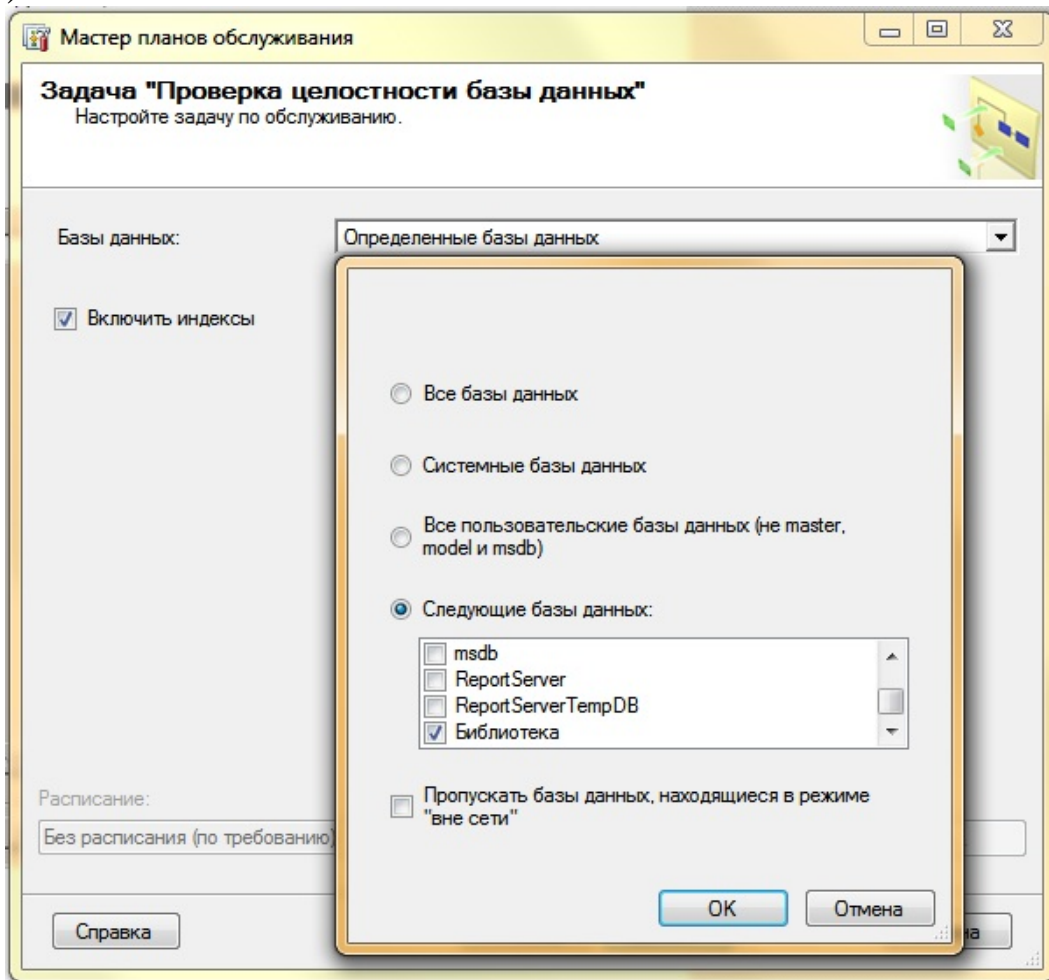 Мастер планов обслуживания
Задача "Проверка целостности базы данных"
Настройте задачу по обслуживанию.
Базы данных:
Определенные базы данных
Включить индексы
Все базы данных
Системные базы данных
Все пользовательские базы данных (не master,
model и msdb)
Следующие базы данных:
msdb
ReportServer
ReportServerTempDB
Библиотека
Пропускать базы данных, находящиеся в режиме
"вне сети"
Расписание:
Без расписания (по требованию)
OK
Отмена
Справка